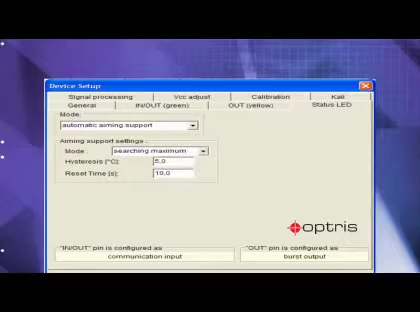 Device Setup
Signal processing Vcc adjust Calibration Kali
General IN/OUT (green) OUT (yellow) Status LED
Mode:
automatic aiming support
Aiming support settings :
Mode : searching maximum
Hysteresis [°C] 5,0
Reset Time [s] 10,0
optris
"IN/OUT" pin is configured as "OUT" pin is configured as
communication input burst output